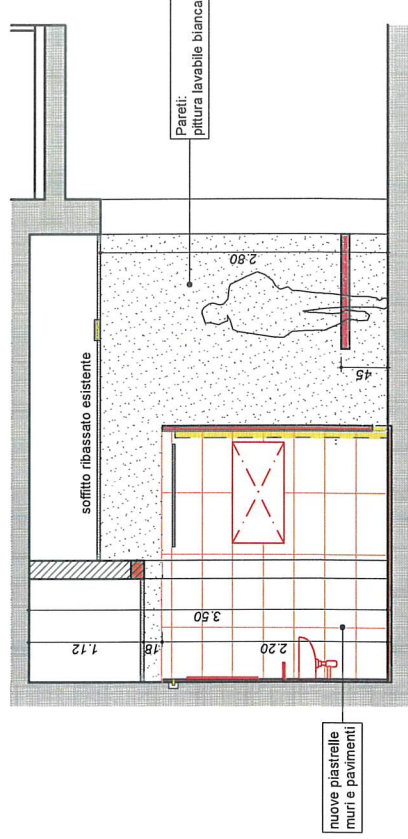 Pareti:
pittura lavabile bianca
soffitto ribassato esistente
2.80
45
3.50
1.12
18
2.20
nuove piastrelle
muri e pavimenti